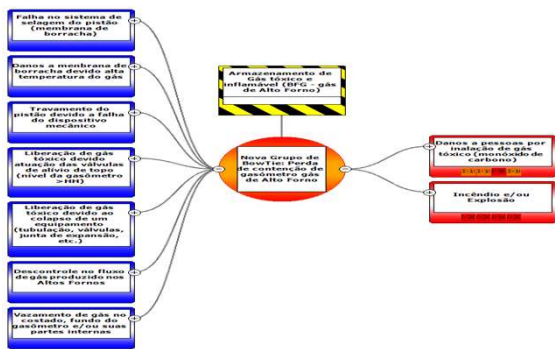 Falha no sistema de
selagem do pistão
(membrana de
borracha)
Danos a menbrana de
borracha devido alta
temperatura do gás
Travamento do
pistão devido a falha
do dispositivo
mecânico
Liberação de gás
tóxico devido
atuação das válvulas
de alívio de topo
(nível gasômetro
>HH)
Liberação de gás
tóxico devido ao
colapso de um
equipamento
(tubulação, válvulas,
junta de expansão,
etc.)
Descontrole no fluxo
de gás produzido nos
Altos Fornos
Vazamento de gás no
costado, fundo do
gasômetro e/ou suas
partes internas
Armazenamento de
Gás tóxico e
inflamável (BFG - gás
de Alto Forno)
Nova Grupo de
BowTie: Perda
de contenção de
gasômetro gás
de Alto Forno
Danos a pessoas por
inalação de gás
tóxico (monóxido de
carbono)
Incêndio e/ou
Explosão